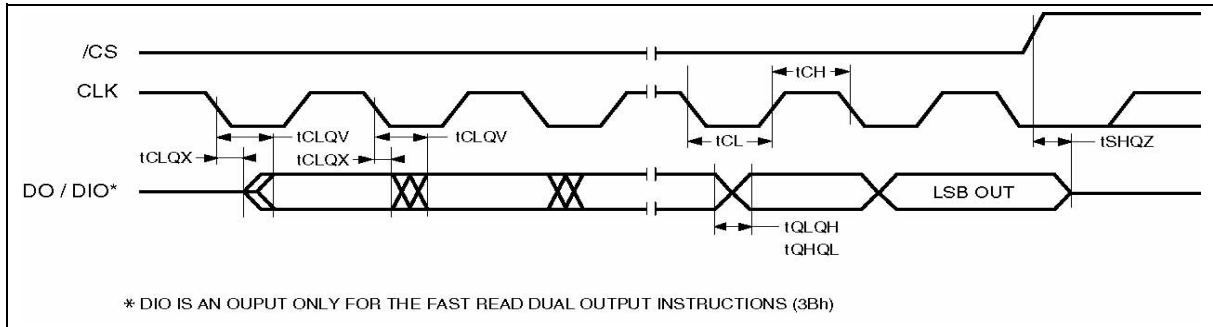 /CS
CLK
tCH
tCLQV
tCLQV
tCL
tSHQZ
tCLQX
tCLQX
DO / DIO*
LSB OUT
tQLQH
tQHQL
* DIO IS AN OUPUT ONLY FOR THE FAST READ DUAL OUTPUT INSTRUCTIONS (3Bh)